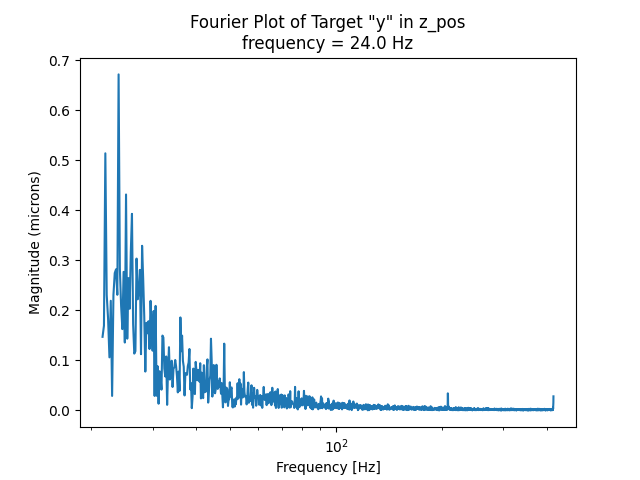 Fourier Plot of Target "y" in z_pos
frequency = 24.0 Hz
0.7
0.6
0.5
0.4
0.3
0.2
0.1
0.0
Magnitude (microns)
10²
Frequency [Hz]